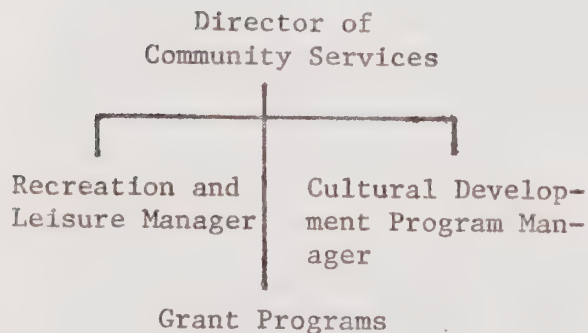 Director of
Community Services
Recreation and
Leisure Manager
Cultural Develop-
ment Program Man-
ager
Grant Programs